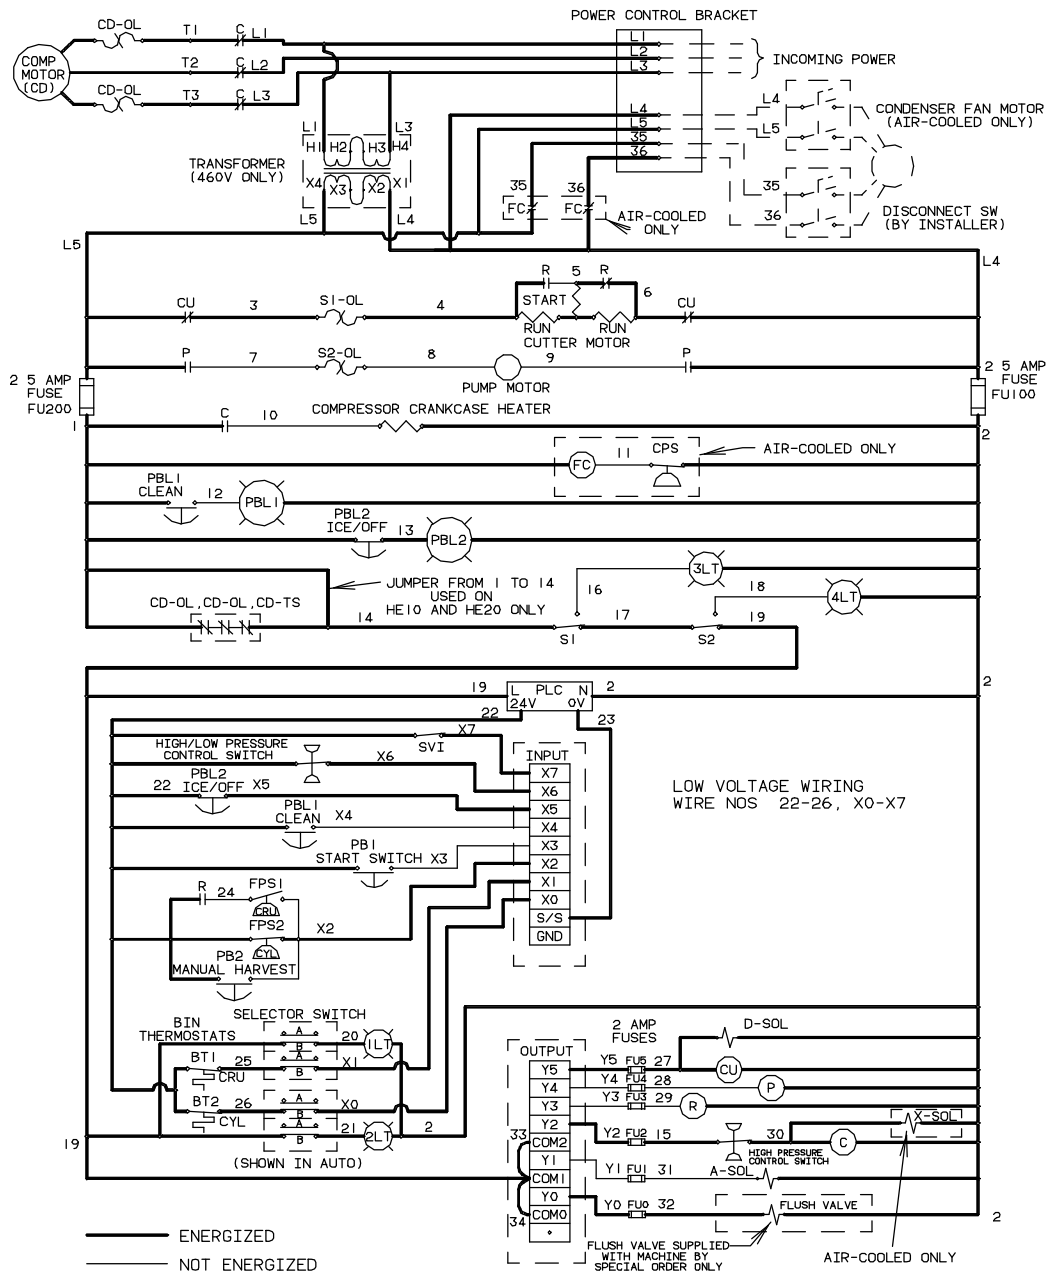 POWER CONTROL BRACKET
CD-OL T1 C L1 L1
COMP
MOTOR
(CD)
T2 C L2 L2
INCOMING POWER
CD-OL T3 C L3 L3
L4 L4
CONDENSER FAN MOTOR
(AIR-COOLED ONLY)
L5 L5
35
36
L1 L3
H1 H2 H3 H4
TRANSFORMER
(460V ONLY)
X4 X3 X2 X1
L5 L4
35 36
FC FC
AIR-COOLED
ONLY
35
36
DISCONNECT SW
(BY INSTALLER)
L5
L4
R 5 R
START
CU 3 S1-OL 4 6 CU
RUN RUN
CUTTER MOTOR
P 7 S2-OL 8 9 P
PUMP MOTOR
2 5 AMP
FUSE
FU200
2 5 AMP
FUSE
FU100
COMPRESSOR CRANKCASE HEATER
1 C 10 2
FC 11 CPS
AIR-COOLED ONLY
PBL1
CLEAN
12 PBL1
PBL2
ICE/OFF
13 PBL2
3LT
16
18 4LT
JUMPER FROM 1 TO 14
USED ON
HE10 AND HE20 ONLY
CD-OL,CD-OL,CD-TS
14 S1 17 S2 19
2
19 L PLC N 2
24V 0V
22 23
X7
SV1
HIGH/LOW PRESSURE
CONTROL SWITCH
X6
PBL2
22 ICE/OFF X5
PBL1
CLEAN
X4
PB1
START SWITCH X3
INPUT
X7
X6
X5
X4
X3
X2
X1
X0
S/S
GND
LOW VOLTAGE WIRING
WIRE NOS 22-26, X0-X7
R 24 FPS1
CRU
FPS2
X2
CYL
PB2
MANUAL HARVEST
SELECTOR SWITCH
BIN
THERMOSTATS
A
B
20 1LT
BT1 25 A
B
X1
CRU
BT2 26 A
B
X0
CYL
A
B
21 2LT 2
(SHOWN IN AUTO)
19
2 AMP
FUSES
D-SOL
OUTPUT
Y5
Y4
Y3
Y2
COM2
Y1
COM1
Y0
COM0
33
34
Y5 FU5 27 CU
Y4 FU4 28 P
Y3 FU3 29 R
X-SOL
Y2 FU2 15 30 C
HIGH PRESSURE
CONTROL SWITCH
Y1 FU1 31 A-SOL
Y0 FU0 32 FLUSH VALVE
2
FLUSH VALVE SUPPLIED
WITH MACHINE BY
SPECIAL ORDER ONLY
AIR-COOLED ONLY
ENERGIZED
NOT ENERGIZED